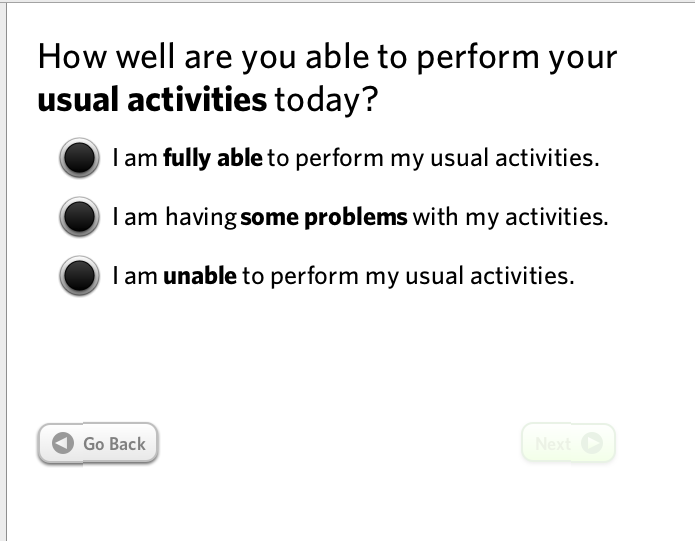 How well are you able to perform your
usual activities today?
I am fully able to perform my usual activities.
I am having some problems with my activities.
I am unable to perform my usual activities.
Go Back
Next